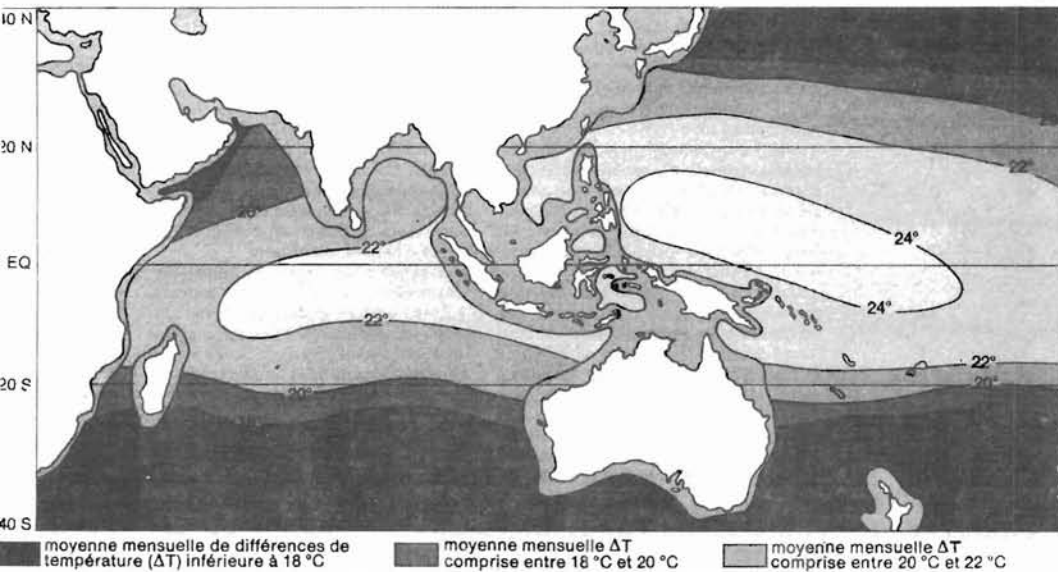 40 N
20 N
22°
20°
22°
24°
EQ
24°
22°
22°
20 S
20°
20°
40 S
moyenne mensuelle de différences de
température (ΔT) inférieure à 18 °C
moyenne mensuelle ΔT
comprise entre 18 °C et 20 °C
moyenne mensuelle ΔT
comprise entre 20 °C et 22 °C